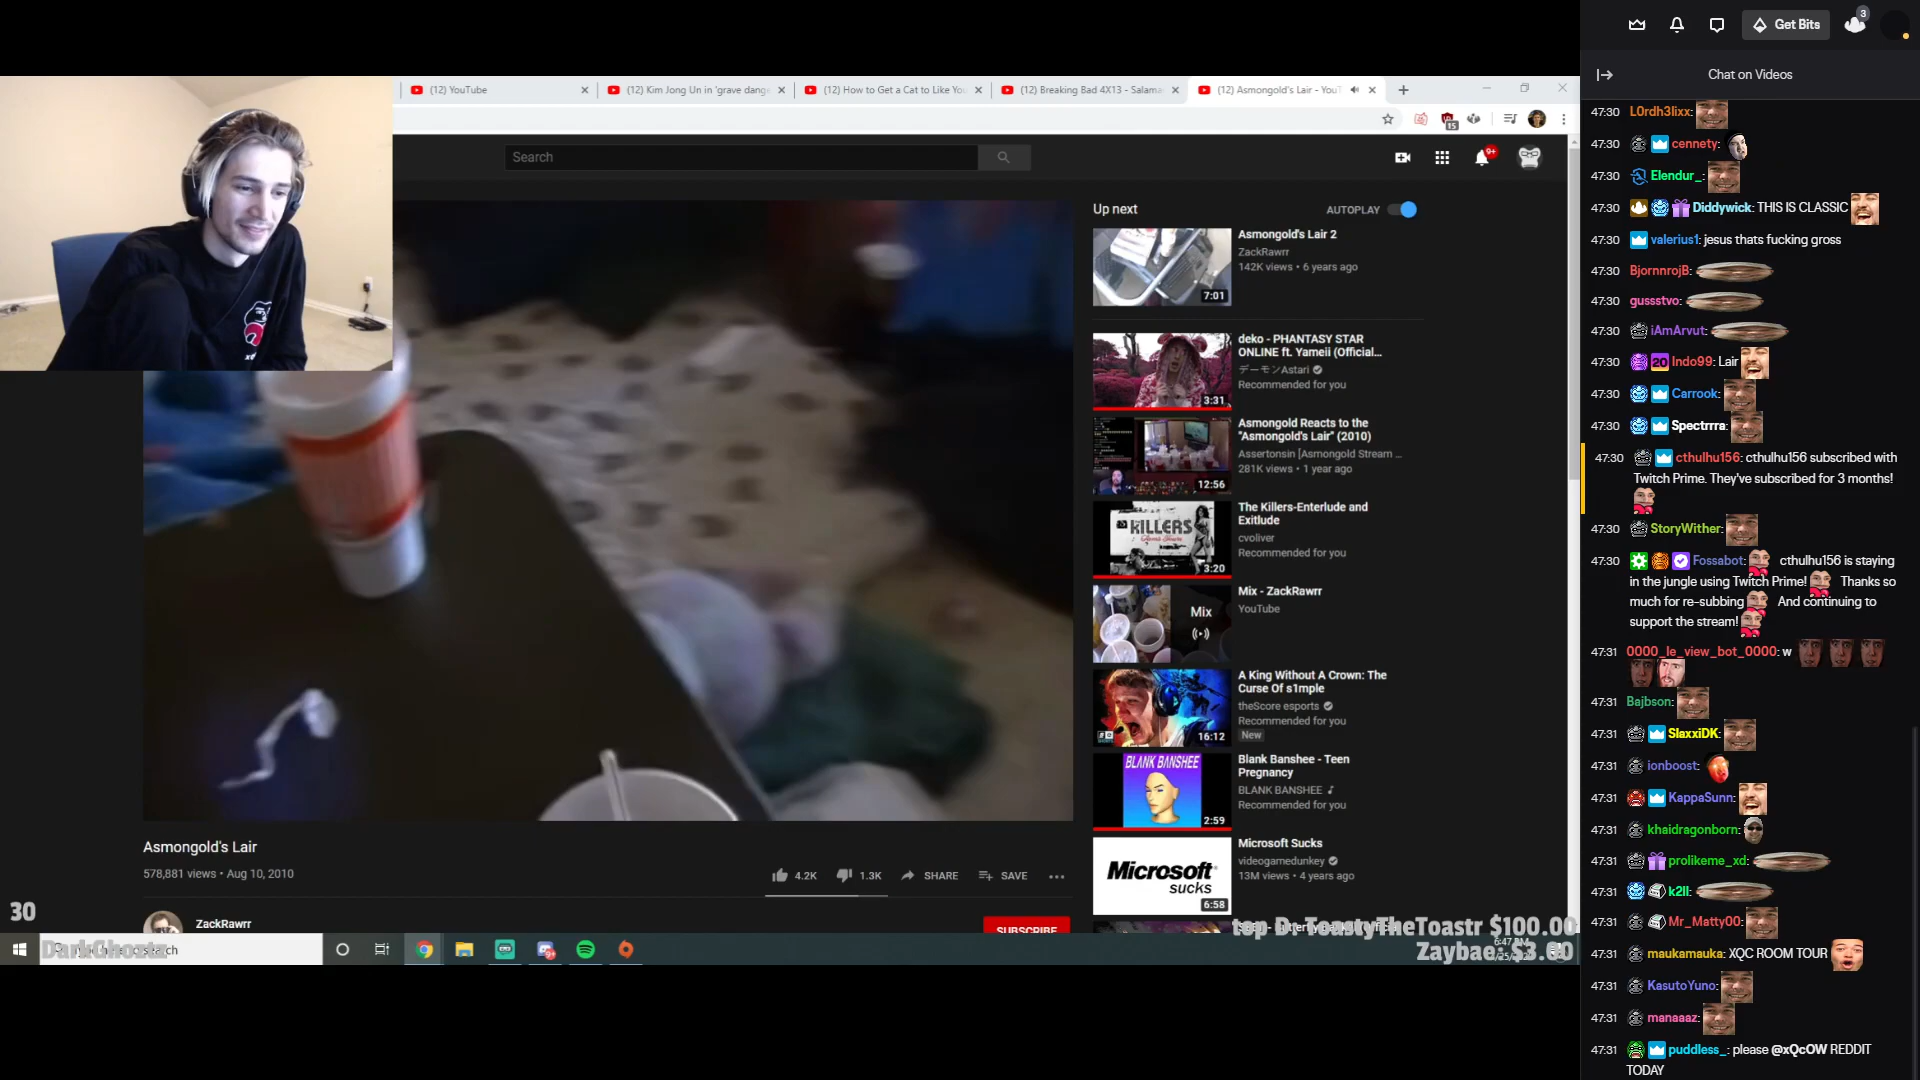 3
Get Bits
Chat on Videos
(12) YouTube
(12) Kim Jong Un in 'grave dange
(12) How to Get a Cat to Like You
(12) Breaking Bad 4X13 - Salama
(12) Asmongold's Lair - YouT
15
Search
9+
Up next
AUTOPLAY
Asmongold's Lair 2
ZackRawrr
142K views • 6 years ago
7:01
deko - PHANTASY STAR
ONLINE ft. Yameii (Official...
デーモンAstari
Recommended for you
3:31
Asmongold Reacts to the
"Asmongold's Lair" (2010)
Assertonsin [Asmongold Stream ...
281K views • 1 year ago
12:56
The Killers-Enterlude and
Exitlude
cvoliver
Recommended for you
KILLERS
3:20
Mix - ZackRawrr
YouTube
Mix
A King Without A Crown: The
Curse Of s1mple
theScore esports
Recommended for you
New
16:12
Blank Banshee - Teen
Pregnancy
BLANK BANSHEE
Recommended for you
BLANK BANSHEE
2:59
Microsoft Sucks
videogamedunkey
13M views • 4 years ago
Microsoft
sucks
6:58
Asmongold's Lair
578,881 views • Aug 10, 2010
4.2K
1.3K
SHARE
SAVE
ZackRawrr
SUBSCRIBE
30
DarkGhostz
top D: ToastyTheToastr $100.00
Zaybae: $3.00
47:30 L0rdh3lixx:
47:30 cennety:
47:30 Elendur_:
47:30 Diddywick: THIS IS CLASSIC
47:30 valerius1: jesus thats fucking gross
47:30 BjornnrojB:
47:30 gussstvo:
47:30 iAmArvut:
47:30 20 Indo99: Lair
47:30 Carrook:
47:30 Spectrrra:
47:30 cthulhu156: cthulhu156 subscribed with
Twitch Prime. They've subscribed for 3 months!
47:30 StoryWither:
47:30 Fossabot: cthulhu156 is staying
in the jungle using Twitch Prime! Thanks so
much for re-subbing And continuing to
support the stream!
47:31 0000_le_view_bot_0000: w
47:31 Bajbson:
47:31 SlaxxiDK:
47:31 ionboost:
47:31 KappaSunn:
47:31 khaidragonborn:
47:31 prolikeme_xd:
47:31 k2ll:
47:31 Mr_Matty00:
47:31 maukamauka: XQC ROOM TOUR
47:31 KasutoYuno:
47:31 manaaaz:
47:31 puddless_: please @xQcOW REDDIT
TODAY